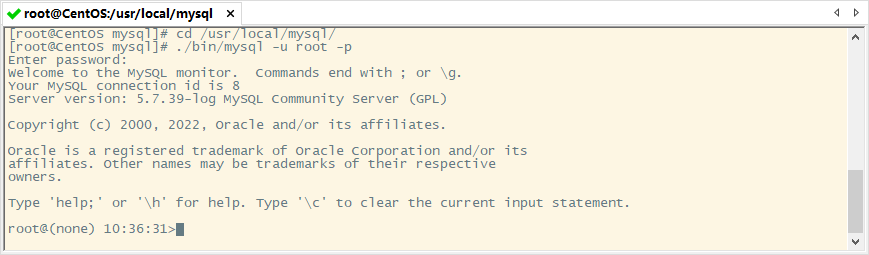 root@CentOS:/usr/local/mysql
[root@CentOS mysql]# cd /usr/local/mysql/
[root@CentOS mysql]# ./bin/mysql -u root -p
Enter password:
Welcome to the MySQL monitor.  Commands end with ; or \g.
Your MySQL connection id is 8
Server version: 5.7.39-log MySQL Community Server (GPL)
Copyright (c) 2000, 2022, Oracle and/or its affiliates.
Oracle is a registered trademark of Oracle Corporation and/or its
affiliates. Other names may be trademarks of their respective
owners.
Type 'help;' or '\h' for help. Type '\c' to clear the current input statement.
root@(none) 10:36:31>